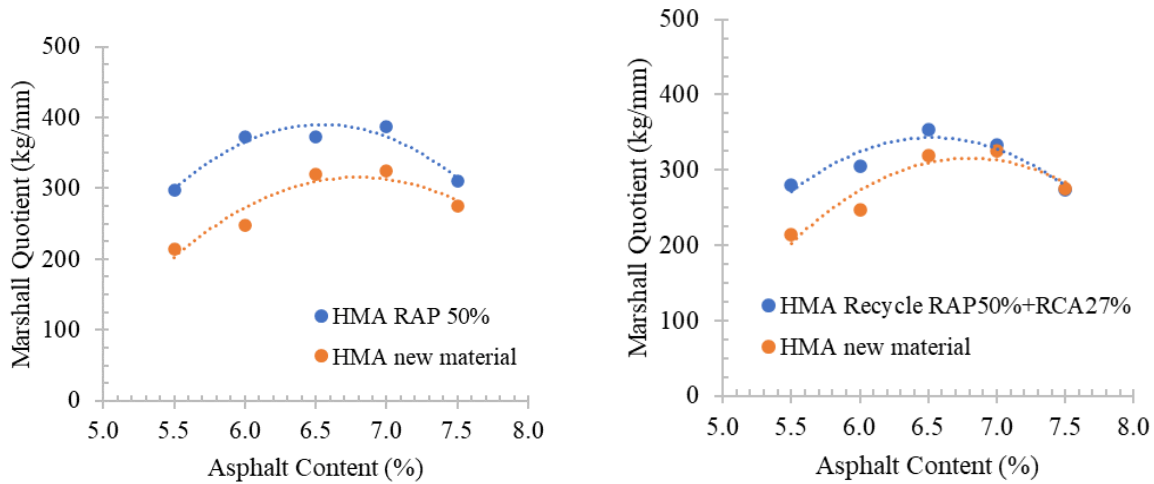 500
400
300
200
100
0
Marshall Quotient (kg/mm)
HMA RAP 50%
HMA new material
5.0 5.5 6.0 6.5 7.0 7.5 8.0
Asphalt Content (%)
500
400
300
200
100
0
Marshall Quotient (kg/mm)
HMA Recycle RAP50%+RCA27%
HMA new material
5.0 5.5 6.0 6.5 7.0 7.5 8.0
Asphalt Content (%)